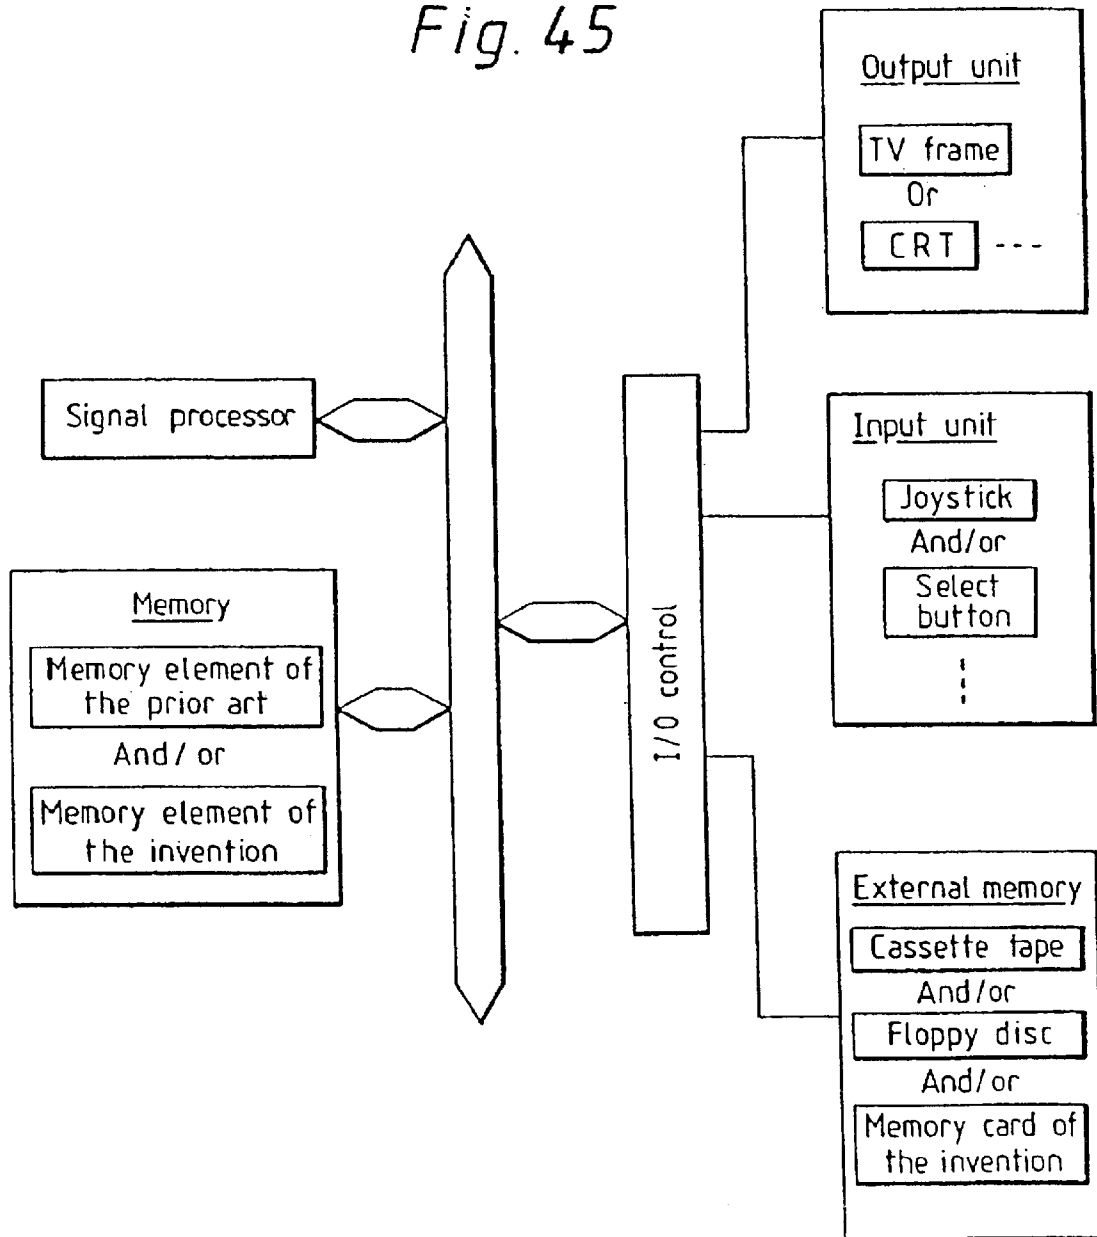 Fig. 45
Output unit
TV frame
Or
CRT ---
Signal processor
Input unit
Joystick
And/or
Select
button
Memory
Memory element of
the prior art
And/or
Memory element of
the invention
I/O control
External memory
Cassette tape
And/or
Floppy disc
And/or
Memory card of
the invention